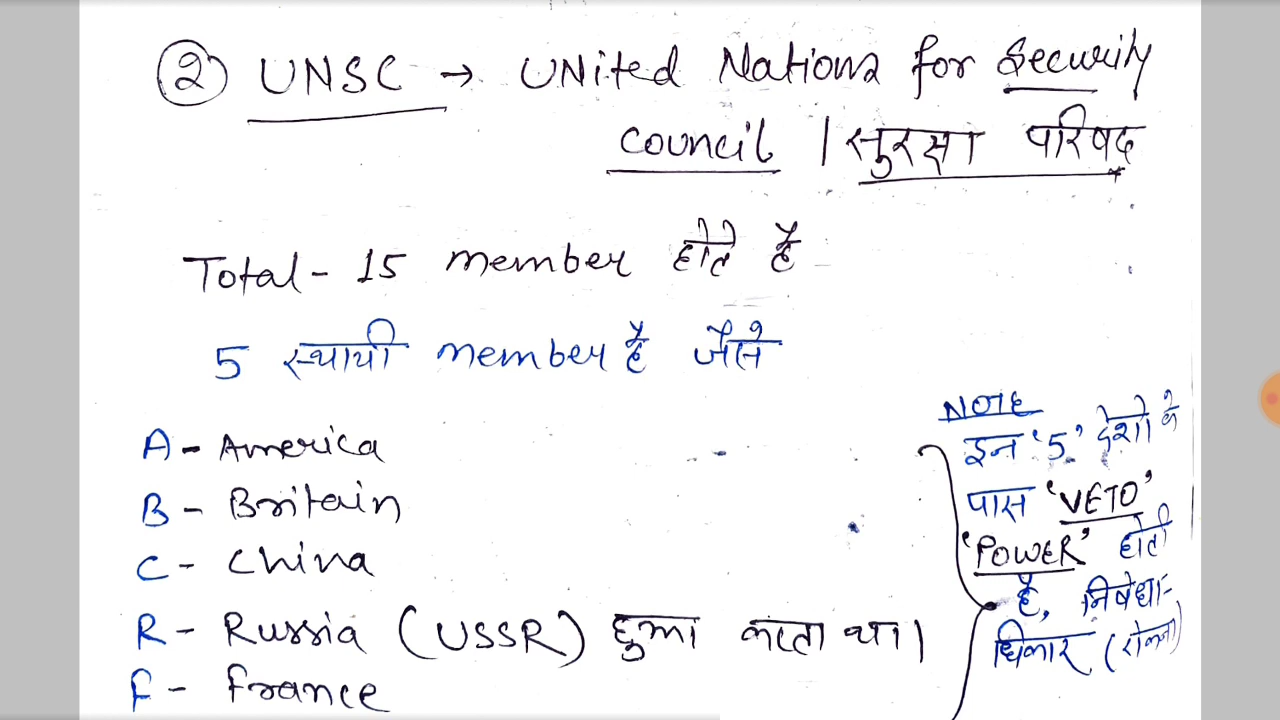 ② UNSC → UNited Nations for Security
council / सुरक्षा परिषद
Total - 15 member होते है
5 स्थायी member है जैसे
A - America
B - Britain
C - China
R - Russia (USSR) हुआ करता था।
F - france
NOTE
इन '5' देशो के
पास 'VETO'
'POWER' होती
है, निषेधा-
धिकार (रोकना)